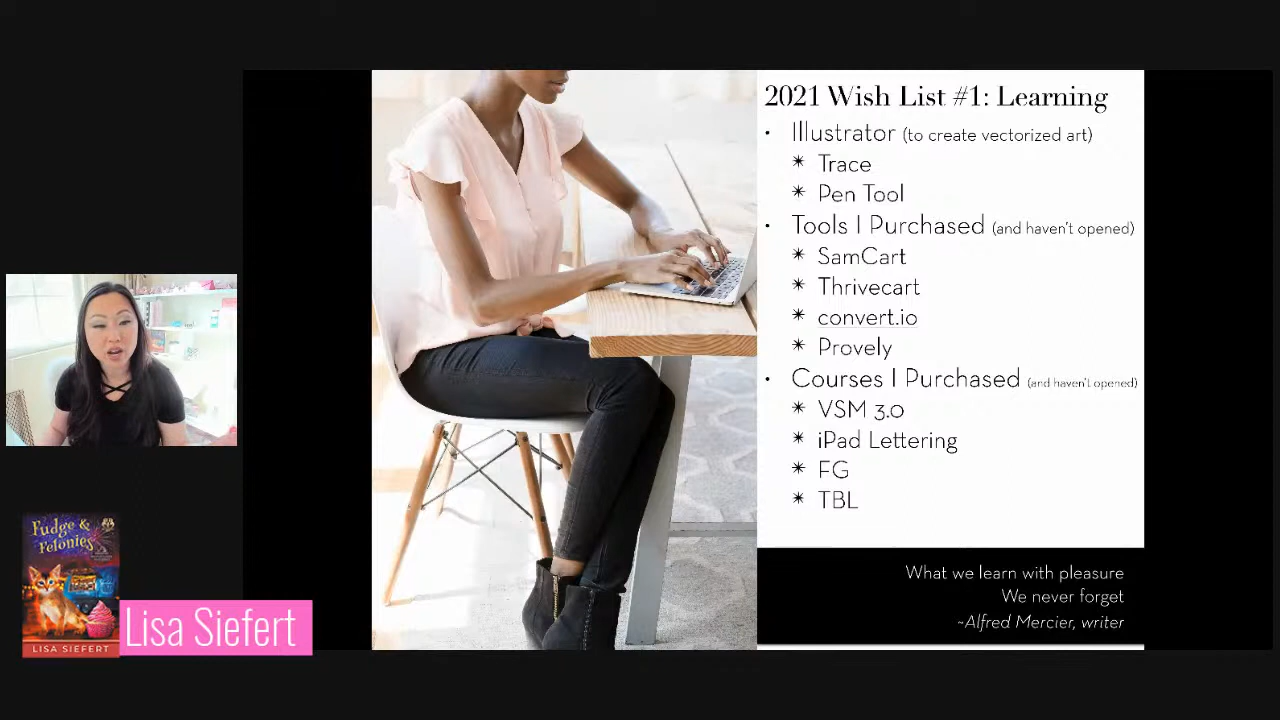 2021 Wish List #1: Learning
• Illustrator (to create vectorized art)
✴ Trace
✴ Pen Tool
• Tools I Purchased (and haven't opened)
✴ SamCart
✴ Thrivecart
✴ convert.io
✴ Provely
• Courses I Purchased (and haven't opened)
✴ VSM 3.0
✴ iPad Lettering
✴ FG
✴ TBL
What we learn with pleasure
We never forget
~Alfred Mercier, writer
Fudge &
Felonies
LISA SIEFERT
Lisa Siefert